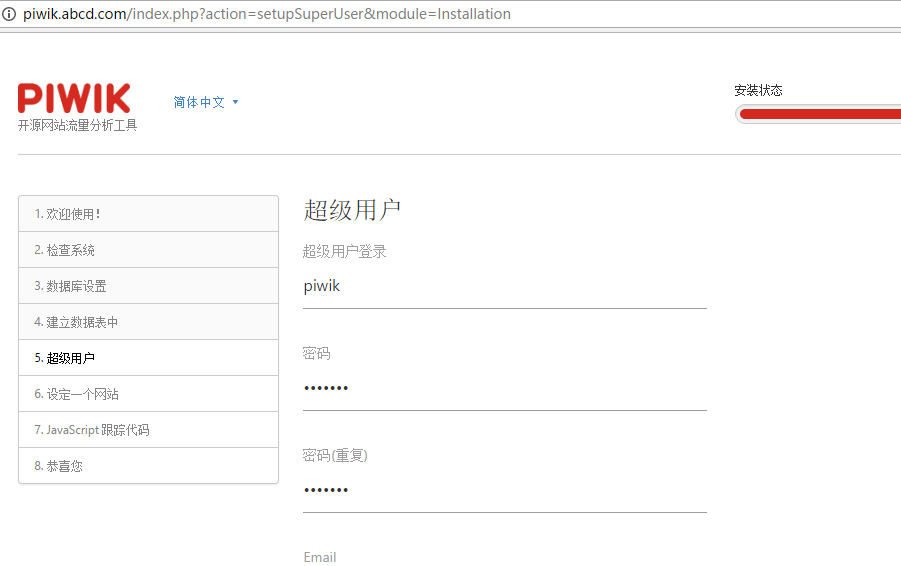 piwik.abcd.com/index.php?action=setupSuperUser&module=Installation
PIWIK
开源网站流量分析工具
简体中文
安装状态
1. 欢迎使用！
2. 检查系统
3. 数据库设置
4. 建立数据表中
5. 超级用户
6. 设定一个网站
7. JavaScript 跟踪代码
8. 恭喜您
超级用户
超级用户登录
piwik
密码
•••••••
密码(重复)
•••••••
Email